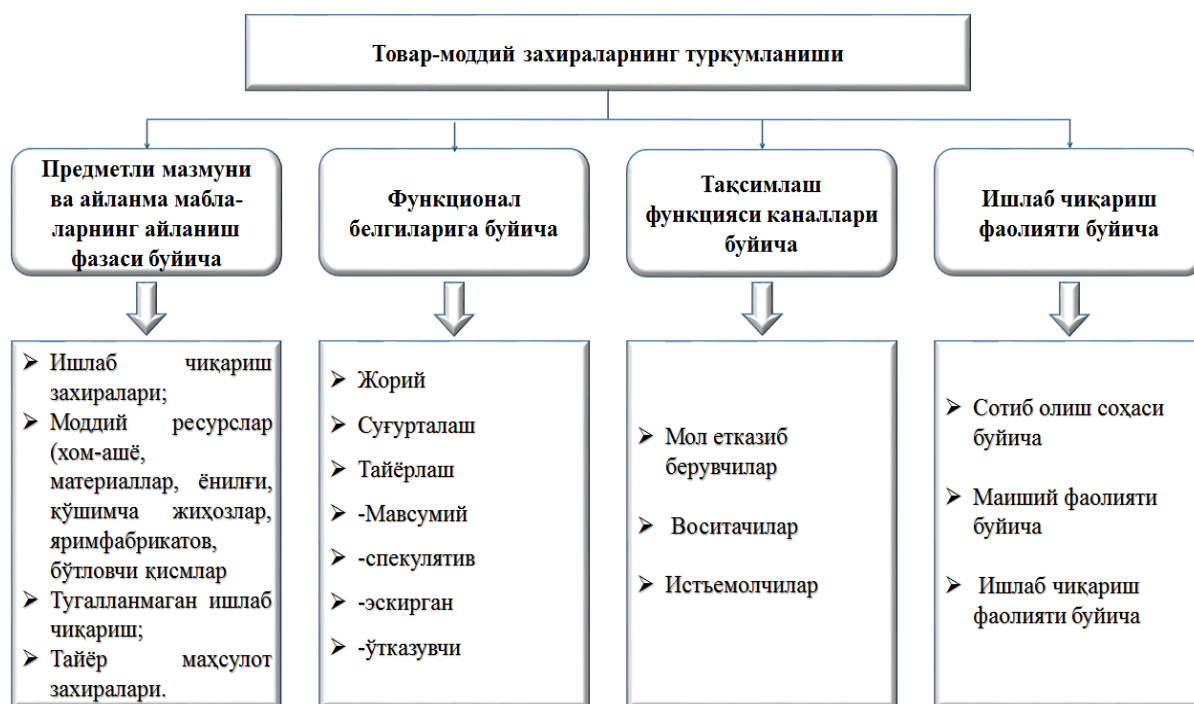 Товар-моддий захираларнинг туркумланиши
Предметли мазмуни
ва айланма мабла-
ларнинг айланиш
фазаси буйича
Функционал
белгиларига буйича
Тақсимлаш
функцияси каналлари
буйича
Ишлаб чиқариш
фаолияти буйича
➢ Ишлаб чиқариш
захиралари;
➢ Моддий ресурслар
(хом-ашё,
материаллар, ёнилғи,
қўшимча жиҳозлар,
яримфабрикатов,
бўтловчи қисмлар
➢ Тугалланмаган ишлаб
чиқариш;
➢ Тайёр маҳсулот
захиралари.
➢ Жорий
➢ Суғурталаш
➢ Тайёрлаш
➢ -Мавсумий
➢ -спекулятив
➢ -эскирган
➢ -ўтказувчи
➢ Мол етказиб
берувчилар
➢ Воситачилар
➢ Истъемолчилар
➢ Сотиб олиш соҳаси
буйича
➢ Маиший фаолияти
буйича
➢ Ишлаб чиқариш
фаолияти буйича